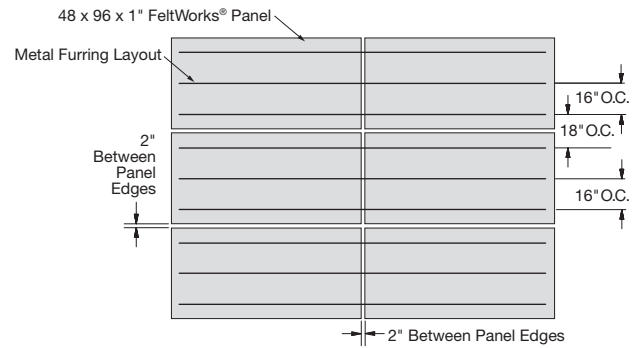 48 x 96 x 1" FeltWorks® Panel
Metal Furring Layout
16" O.C.
18" O.C.
2"
Between
Panel
Edges
16" O.C.
2" Between Panel Edges